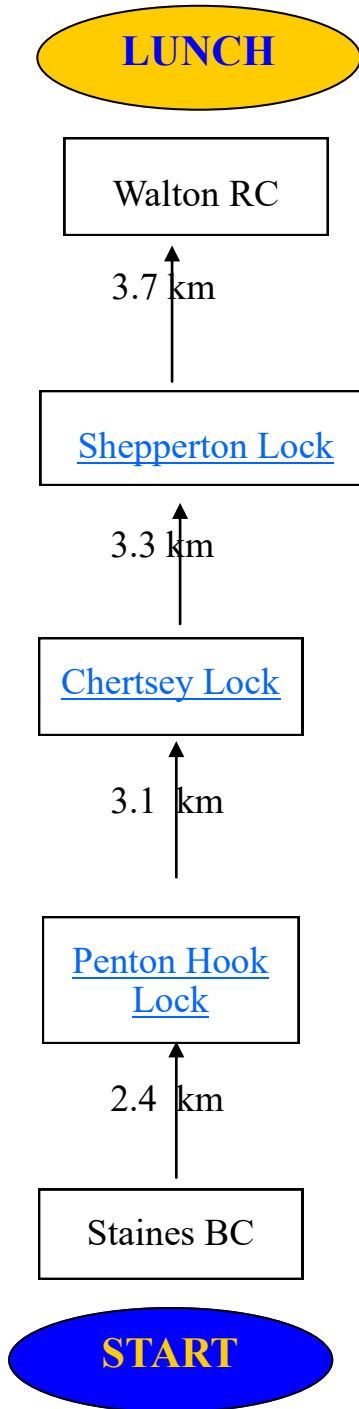 LUNCH
Walton RC
3.7 km
Shepperton Lock
3.3 km
Chertsey Lock
3.1 km
Penton Hook
Lock
2.4 km
Staines BC
START